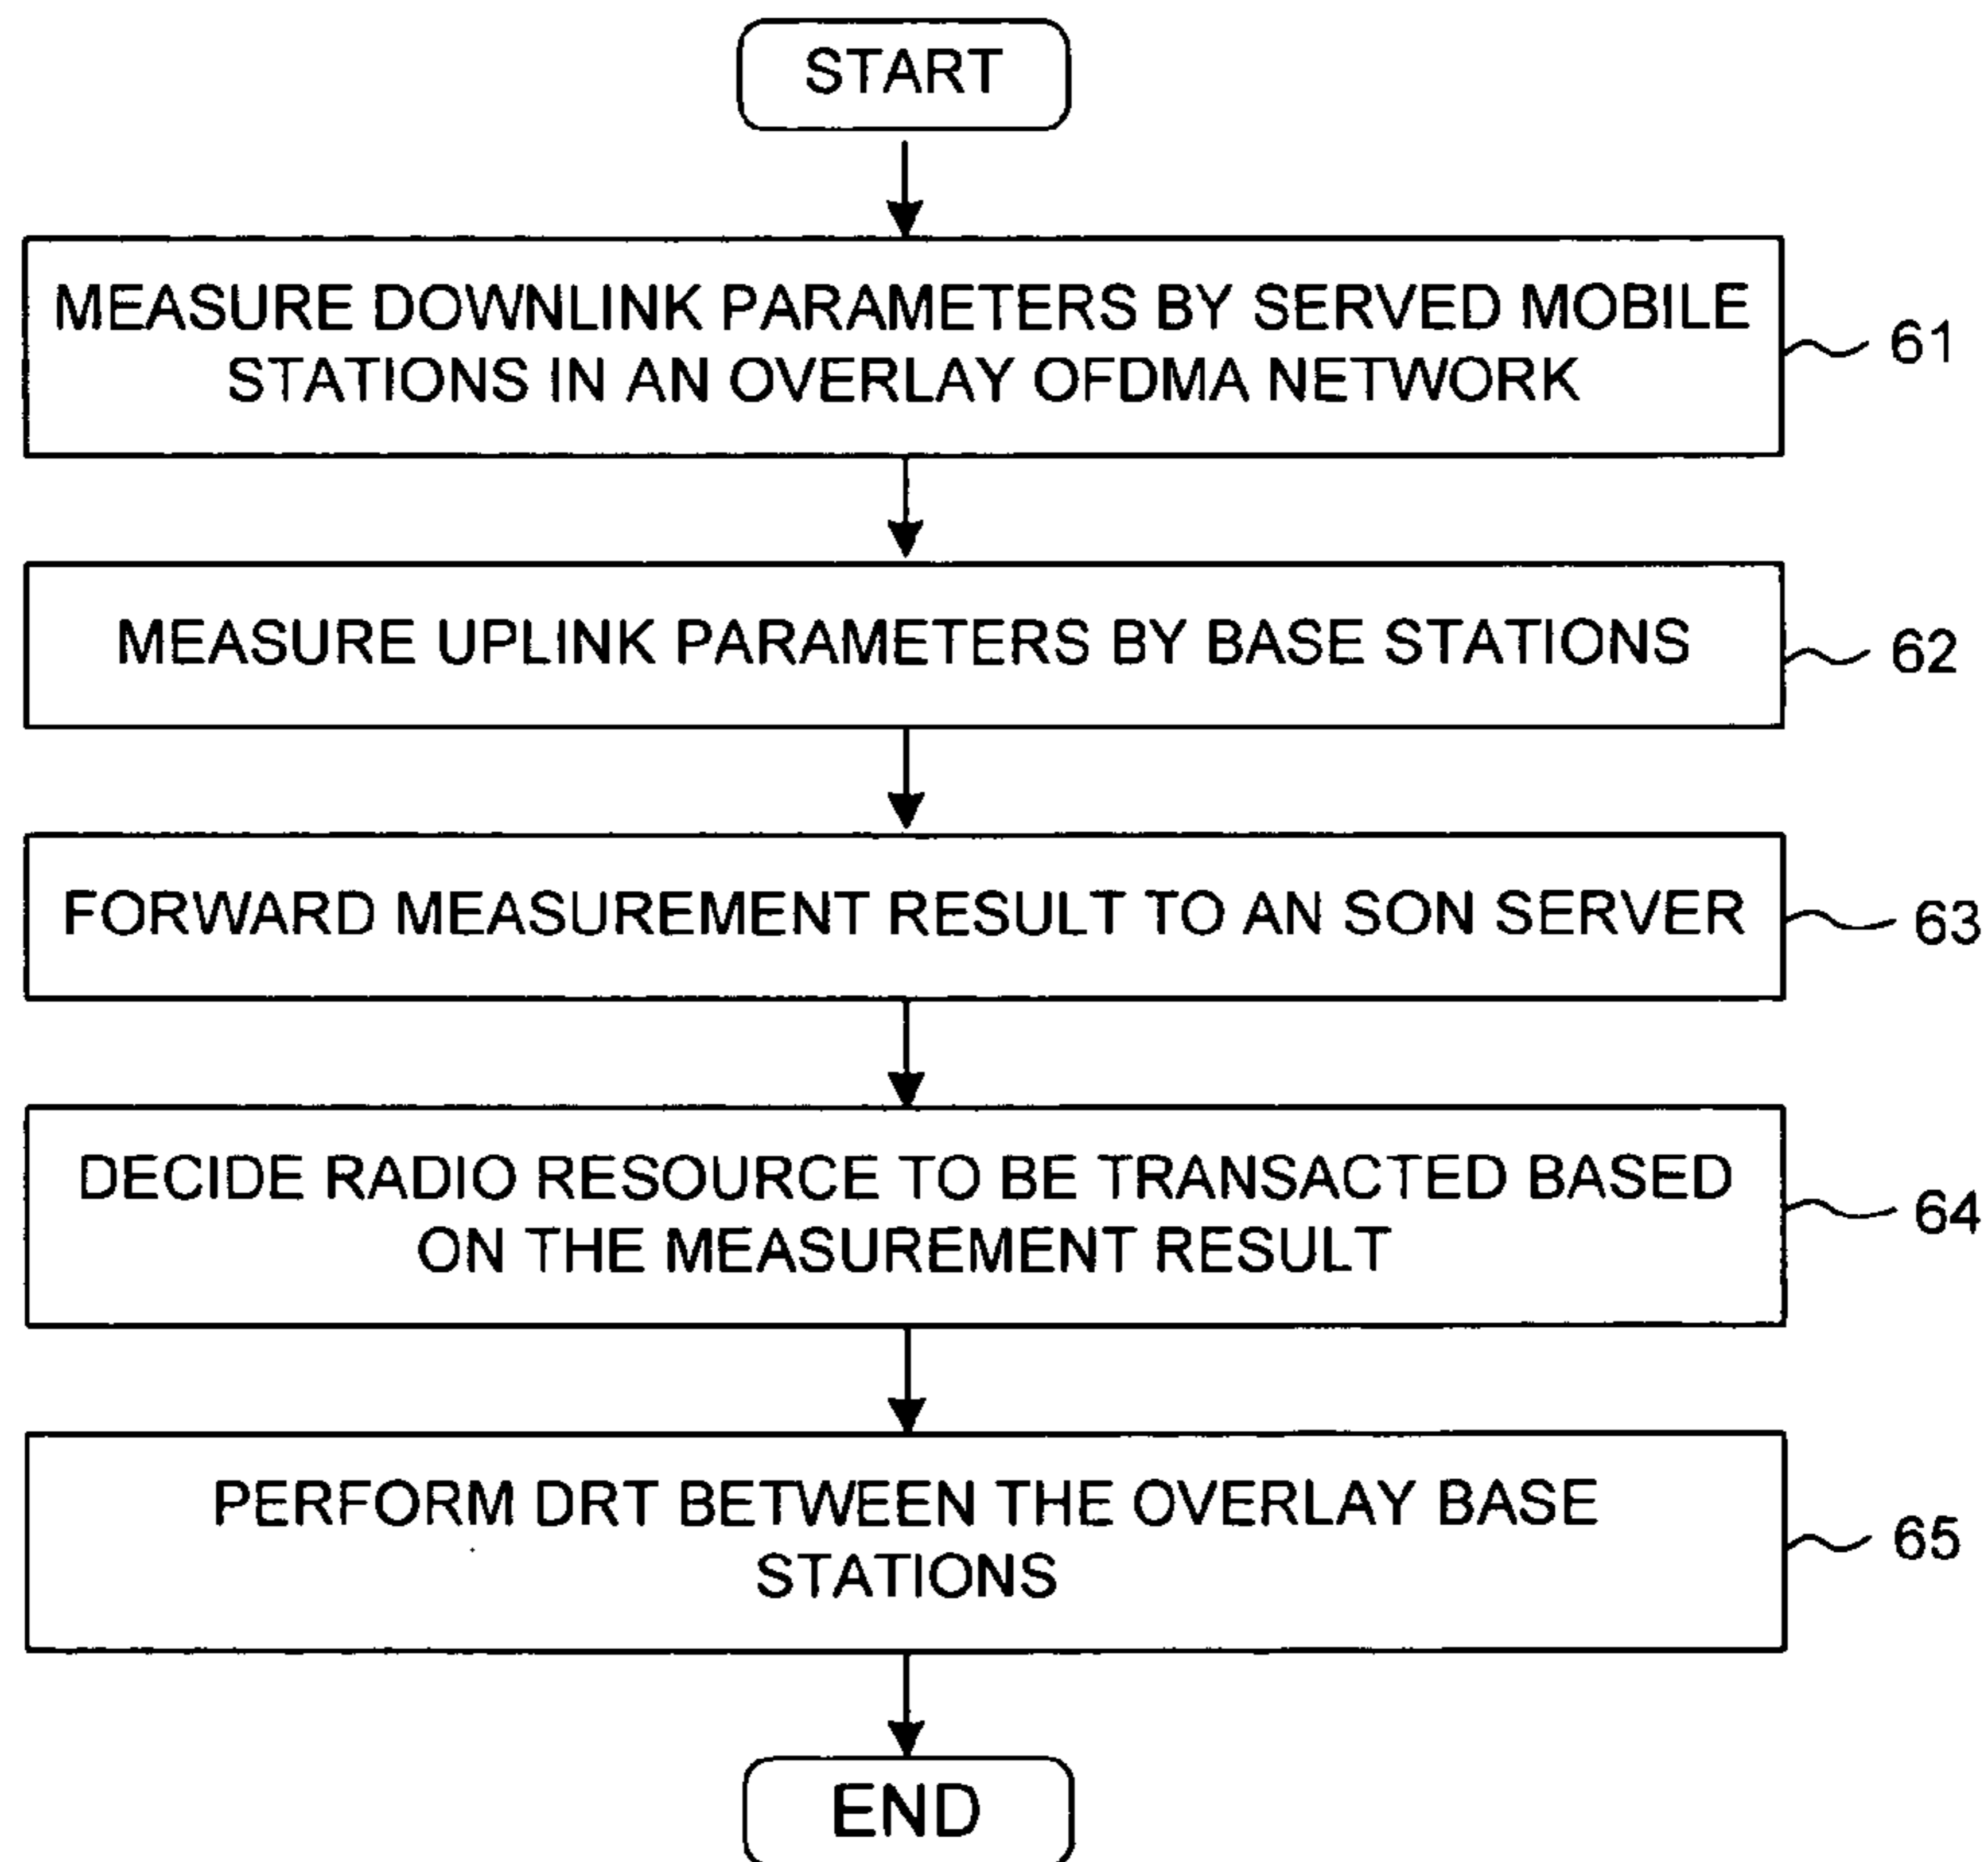 START
MEASURE DOWNLINK PARAMETERS BY SERVED MOBILE
STATIONS IN AN OVERLAY OFDMA NETWORK
61
MEASURE UPLINK PARAMETERS BY BASE STATIONS
62
FORWARD MEASUREMENT RESULT TO AN SON SERVER
63
DECIDE RADIO RESOURCE TO BE TRANSACTED BASED
ON THE MEASUREMENT RESULT
64
PERFORM DRT BETWEEN THE OVERLAY BASE
STATIONS
65
END